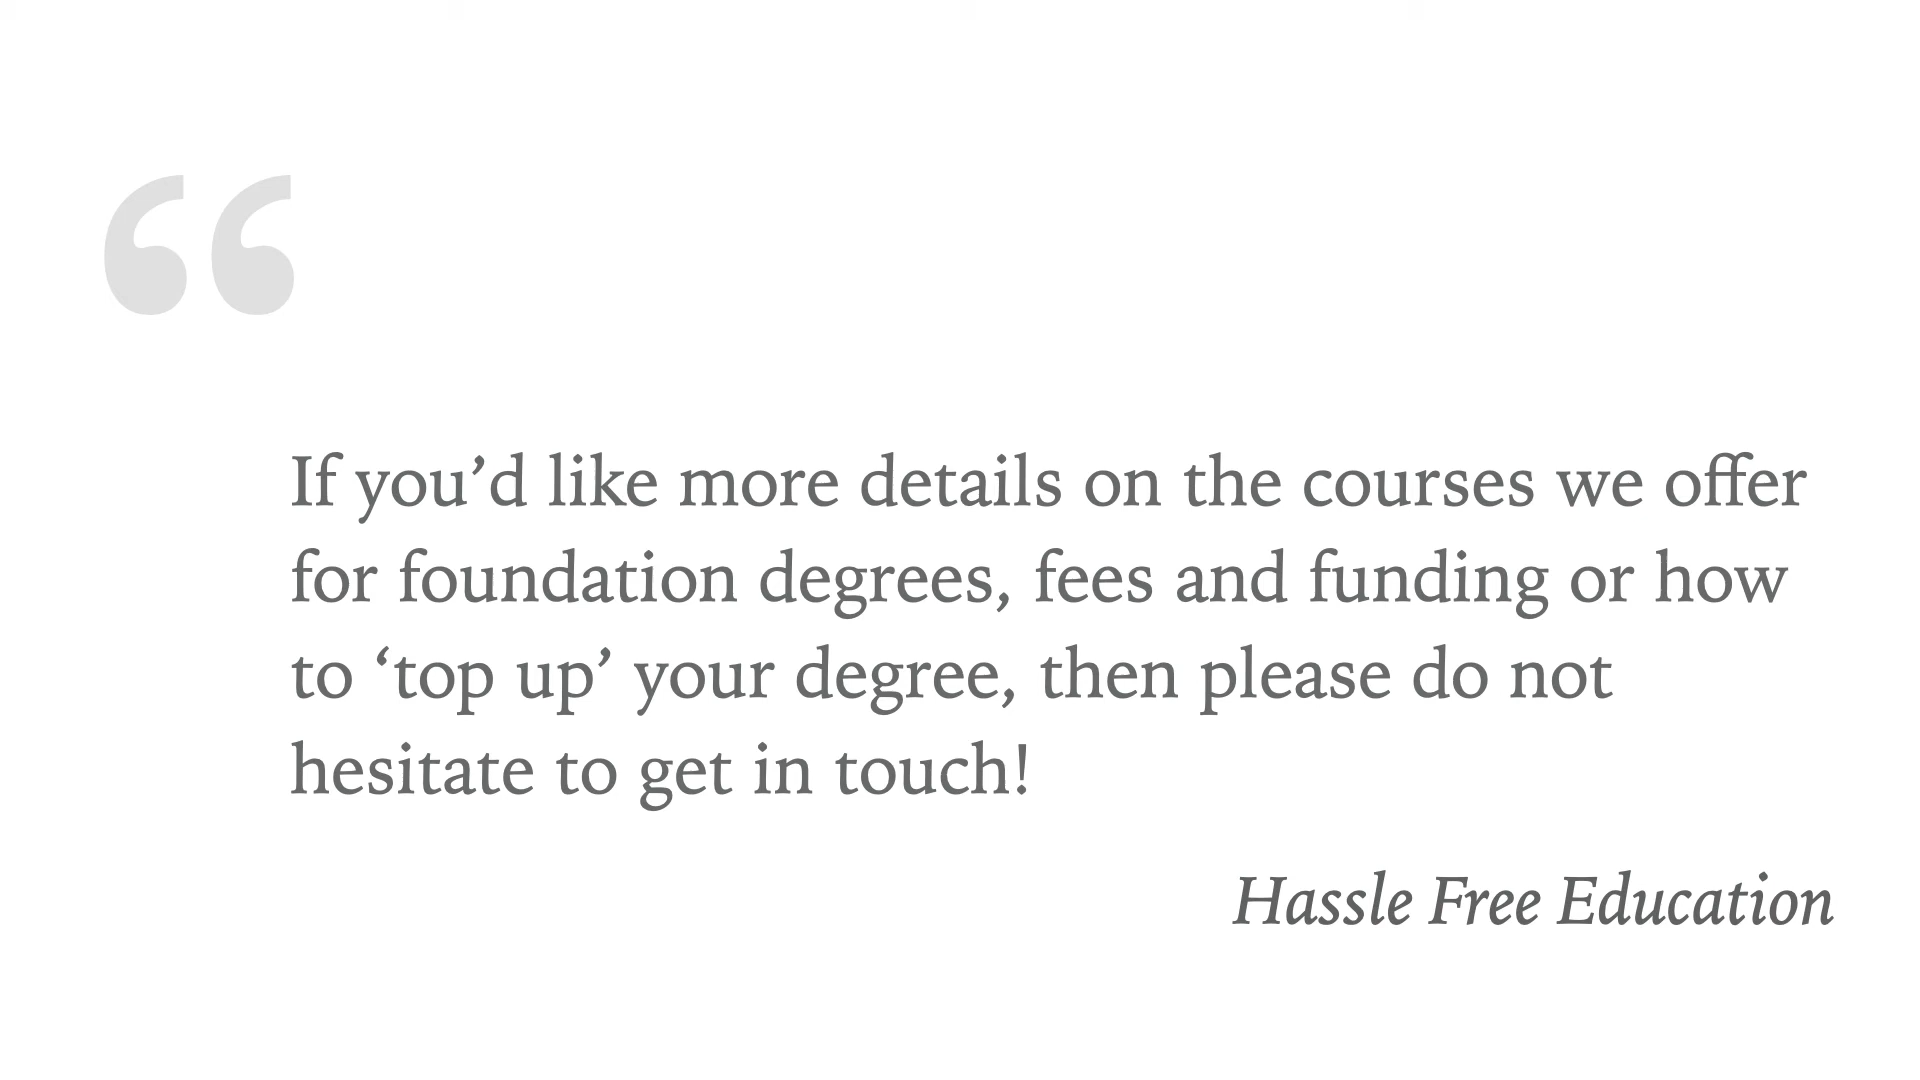 “
If you’d like more details on the courses we offer
for foundation degrees, fees and funding or how
to ‘top up’ your degree, then please do not
hesitate to get in touch!
Hassle Free Education